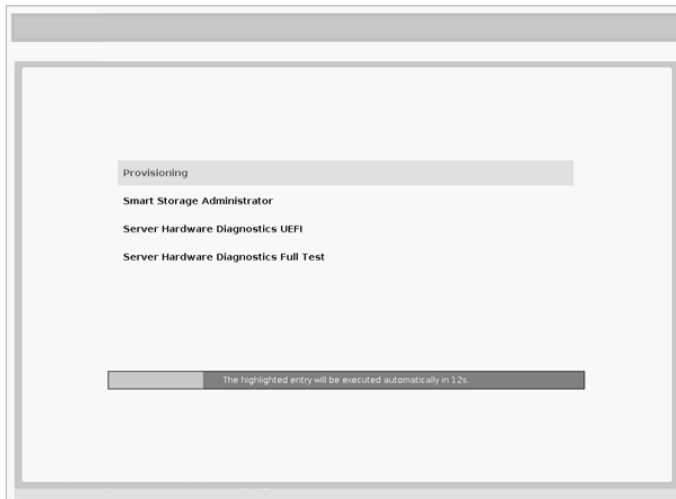 Provisioning
Smart Storage Administrator
Server Hardware Diagnostics UEFI
Server Hardware Diagnostics Full Test
The highlighted entry will be executed automatically in 12s.